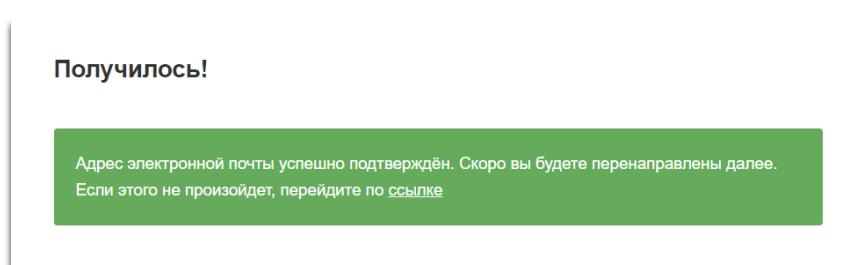 Получилось!
Адрес электронной почты успешно подтверждён. Скоро вы будете перенаправлены далее.
Если этого не произойдет, перейдите по ссылке